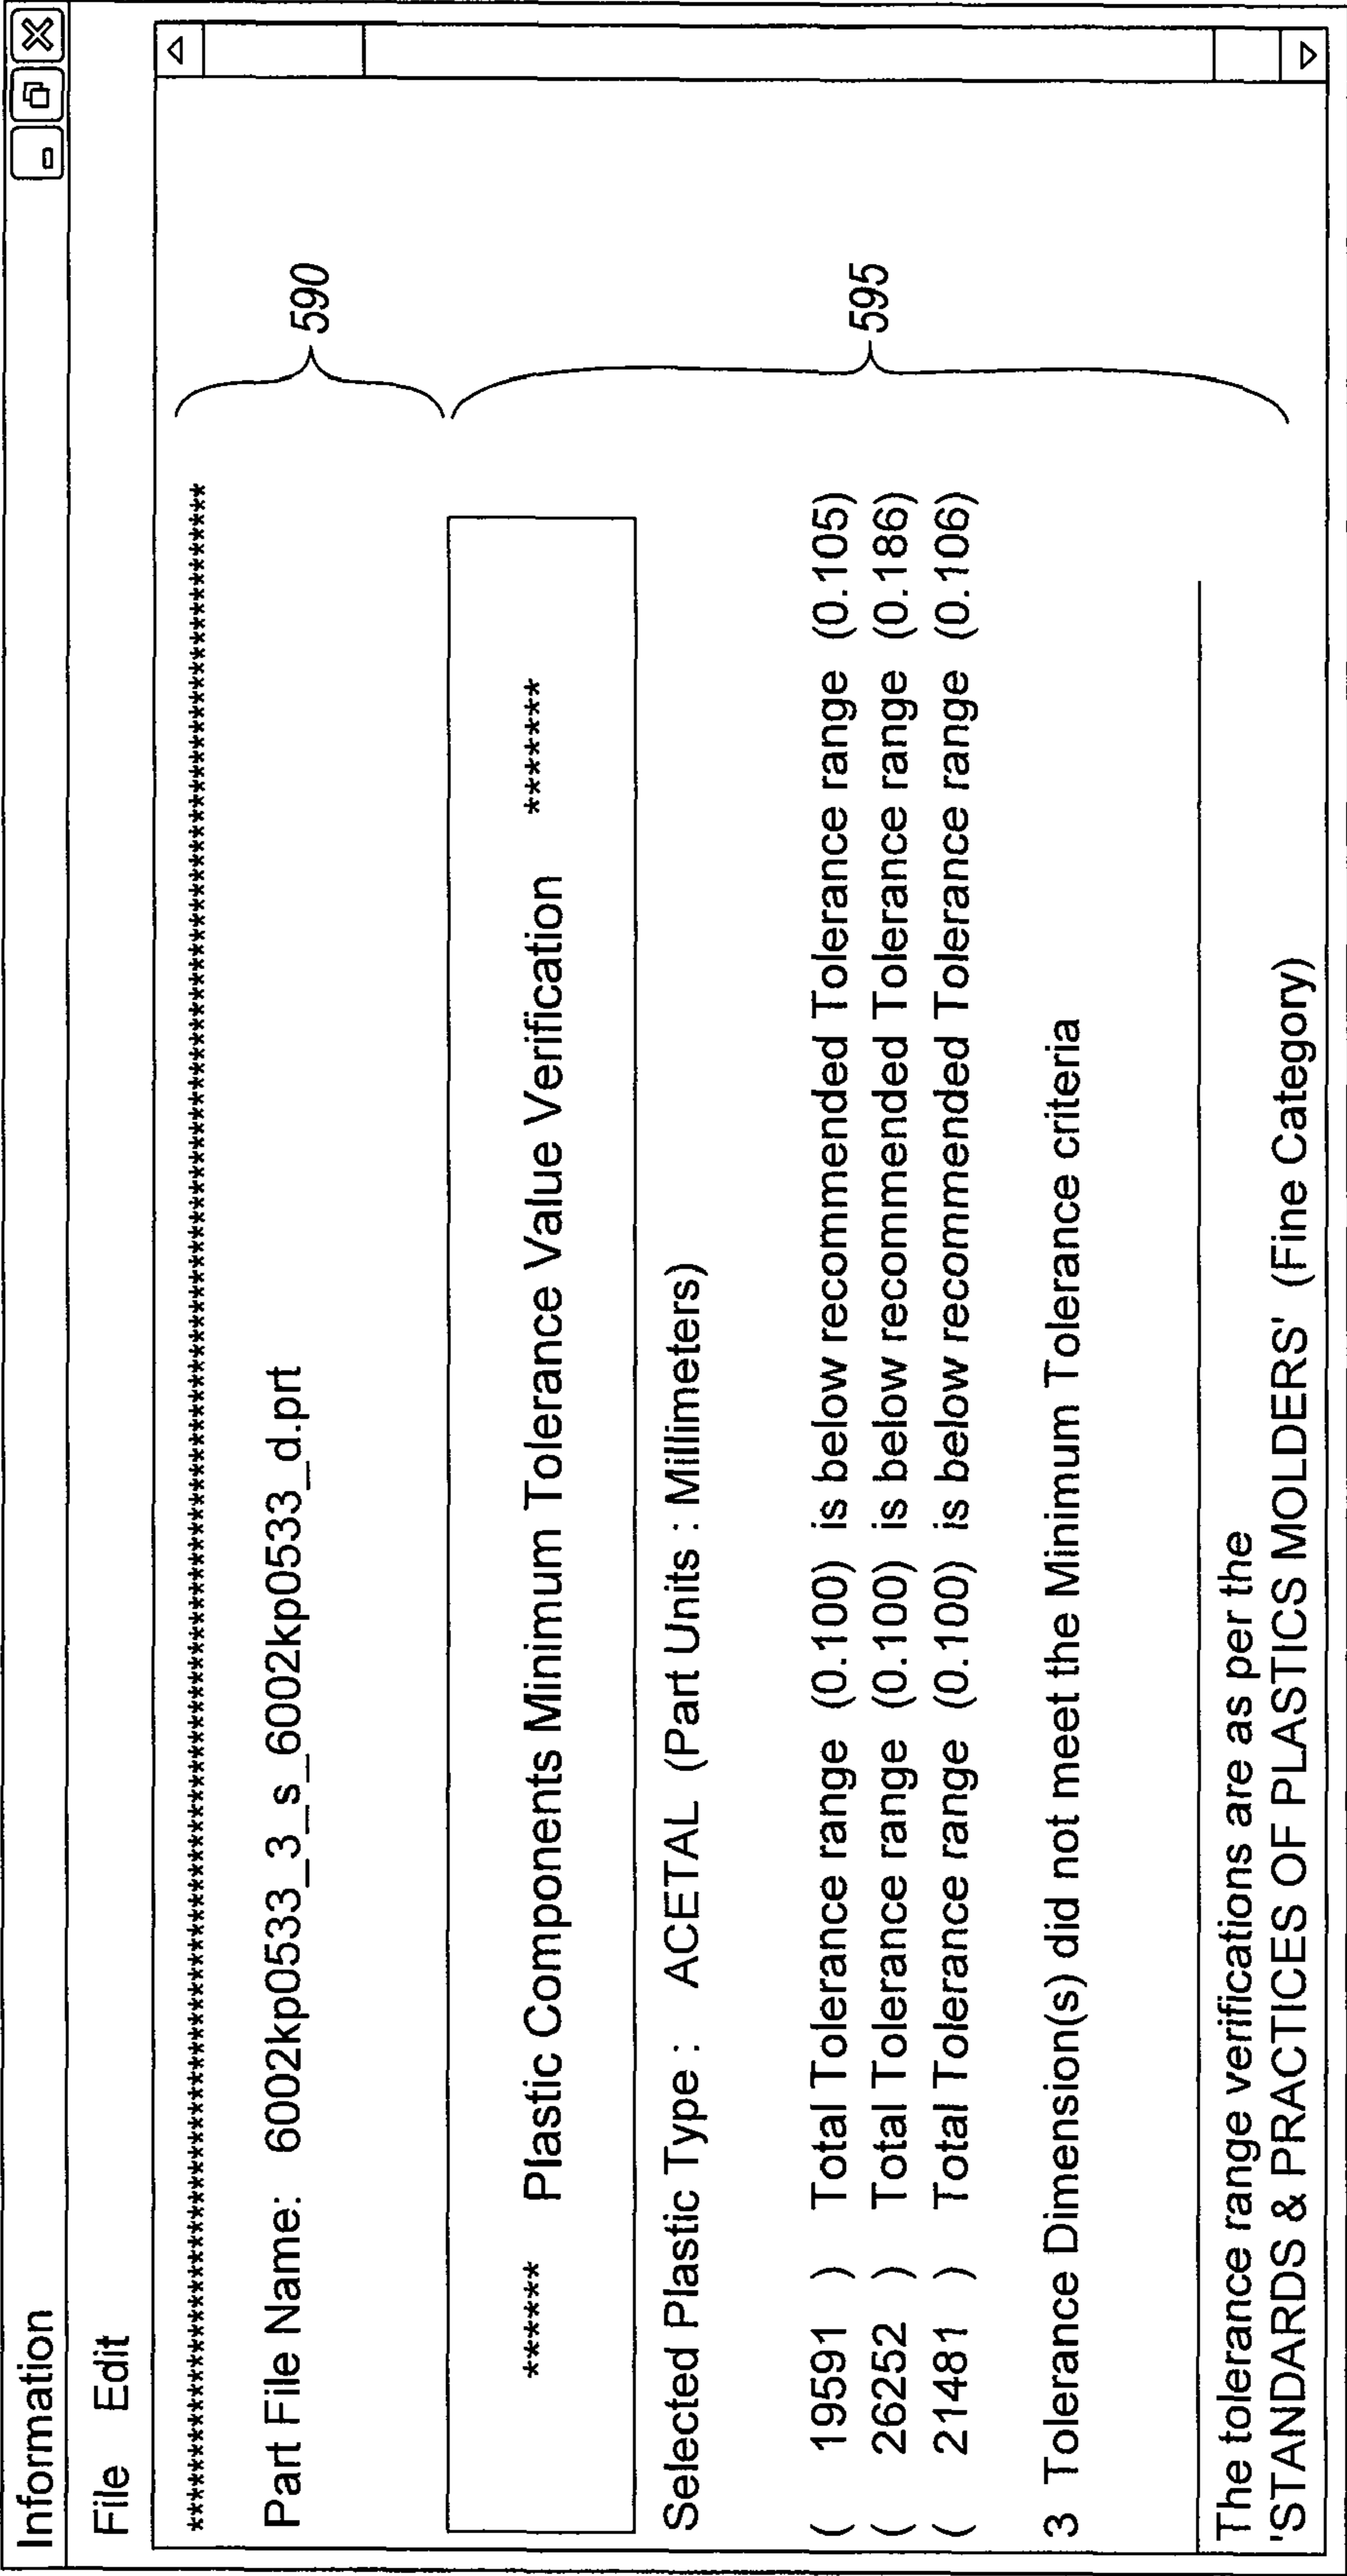 Information
File Edit
Part File Name: 6002kp0533_3_s_6002kp0533_d.prt
590
****** Plastic Components Minimum Tolerance Value Verification *******
Selected Plastic Type : ACETAL (Part Units : Millimeters)
( 19591 ) Total Tolerance range (0.100) is below recommended Tolerance range (0.105)
( 26252 ) Total Tolerance range (0.100) is below recommended Tolerance range (0.186)
( 21481 ) Total Tolerance range (0.100) is below recommended Tolerance range (0.106)
595
3 Tolerance Dimension(s) did not meet the Minimum Tolerance criteria
The tolerance range verifications are as per the
'STANDARDS & PRACTICES OF PLASTICS MOLDERS' (Fine Category)